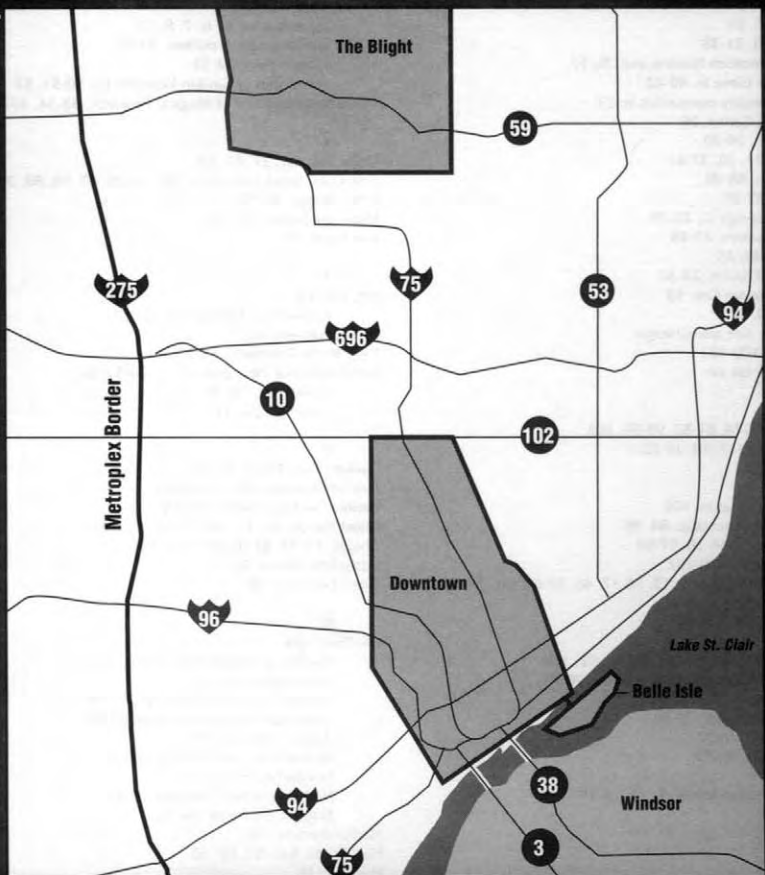 The Blight
59
275
75
53
94
696
10
Metroplex Border
102
Downtown
96
Lake St. Clair
Belle Isle
38
94
Windsor
3
75